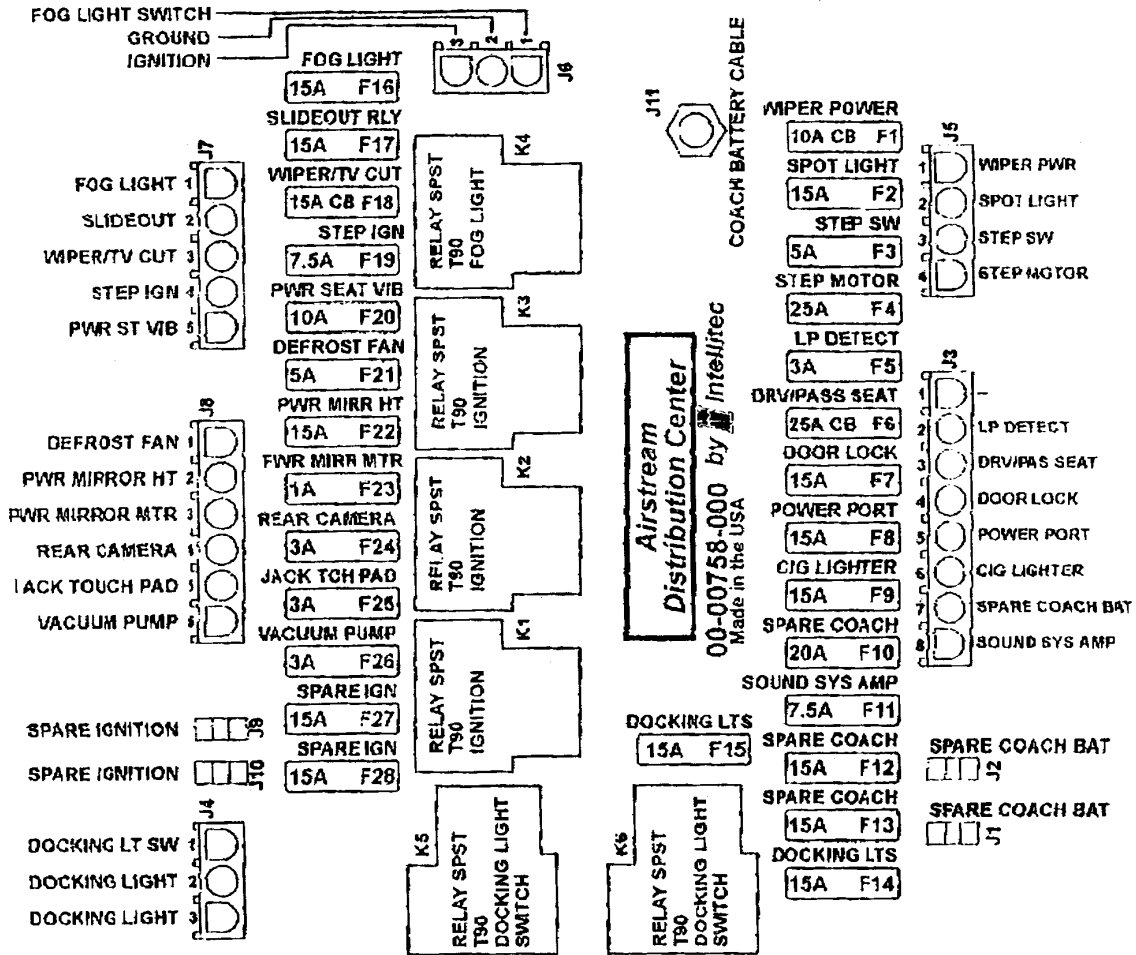 FOG LIGHT SWITCH
GROUND
IGNITION
3 2 1
J6
FOG LIGHT
15A F16
SLIDEOUT RLY
15A F17
WIPER/TV CUT
15A CB F18
STEP IGN
7.5A F19
PWR SEAT VIB
10A F20
DEFROST FAN
5A F21
PWR MIRR HT
15A F22
PWR MIRR MTR
1A F23
REAR CAMERA
3A F24
JACK TCH PAD
3A F25
VACUUM PUMP
3A F26
SPARE IGN
15A F27
SPARE IGN
15A F28
J7
FOG LIGHT 1
SLIDEOUT 2
WIPER/TV CUT 3
STEP IGN 4
PWR ST VIB 5
J8
DEFROST FAN 1
PWR MIRROR HT 2
PWR MIRROR MTR 3
REAR CAMERA 4
JACK TOUCH PAD 5
VACUUM PUMP 6
SPARE IGNITION J9
SPARE IGNITION J10
J4
DOCKING LT SW 1
DOCKING LIGHT 2
DOCKING LIGHT 3
K4
RELAY SPST
T90
FOG LIGHT
K3
RELAY SPST
T90
IGNITION
K2
RELAY SPST
T90
IGNITION
K1
RELAY SPST
T90
IGNITION
K5
RELAY SPST
T90
DOCKING LIGHT
SWITCH
K6
RELAY SPST
T90
DOCKING LIGHT
SWITCH
J11
COACH BATTERY CABLE
Airstream
Distribution Center
00-00758-000 by Intellitec
Made in the USA
WIPER POWER
10A CB F1
SPOT LIGHT
15A F2
STEP SW
5A F3
STEP MOTOR
25A F4
LP DETECT
3A F5
DRV/PASS SEAT
25A CB F6
DOOR LOCK
15A F7
POWER PORT
15A F8
CIG LIGHTER
15A F9
SPARE COACH
20A F10
SOUND SYS AMP
7.5A F11
SPARE COACH
15A F12
SPARE COACH
15A F13
DOCKING LTS
15A F14
DOCKING LTS
15A F15
J5
1 WIPER PWR
2 SPOT LIGHT
3 STEP SW
4 STEP MOTOR
J3
1 –
2 LP DETECT
3 DRV/PAS SEAT
4 DOOR LOCK
5 POWER PORT
6 CIG LIGHTER
7 SPARE COACH BAT
8 SOUND SYS AMP
SPARE COACH BAT
J2
SPARE COACH BAT
J1